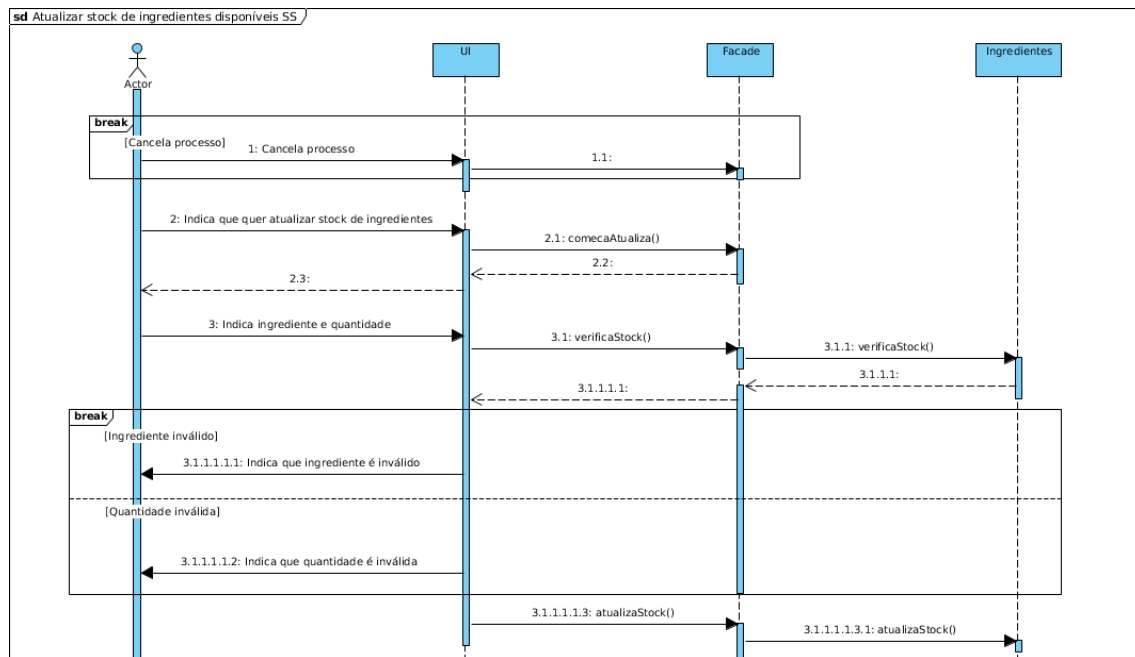 sd Atualizar stock de ingredientes disponíveis SS
Actor
UI
Facade
Ingredientes
break
[Cancela processo]
1: Cancela processo
1.1:
2: Indica que quer atualizar stock de ingredientes
2.1: comecaAtualiza()
2.2:
2.3:
3: Indica ingrediente e quantidade
3.1: verificaStock()
3.1.1: verificaStock()
3.1.1.1:
3.1.1.1.1:
break
[Ingrediente inválido]
3.1.1.1.1.1: Indica que ingrediente é inválido
[Quantidade inválida]
3.1.1.1.1.2: Indica que quantidade é inválida
3.1.1.1.1.3: atualizaStock()
3.1.1.1.1.3.1: atualizaStock()